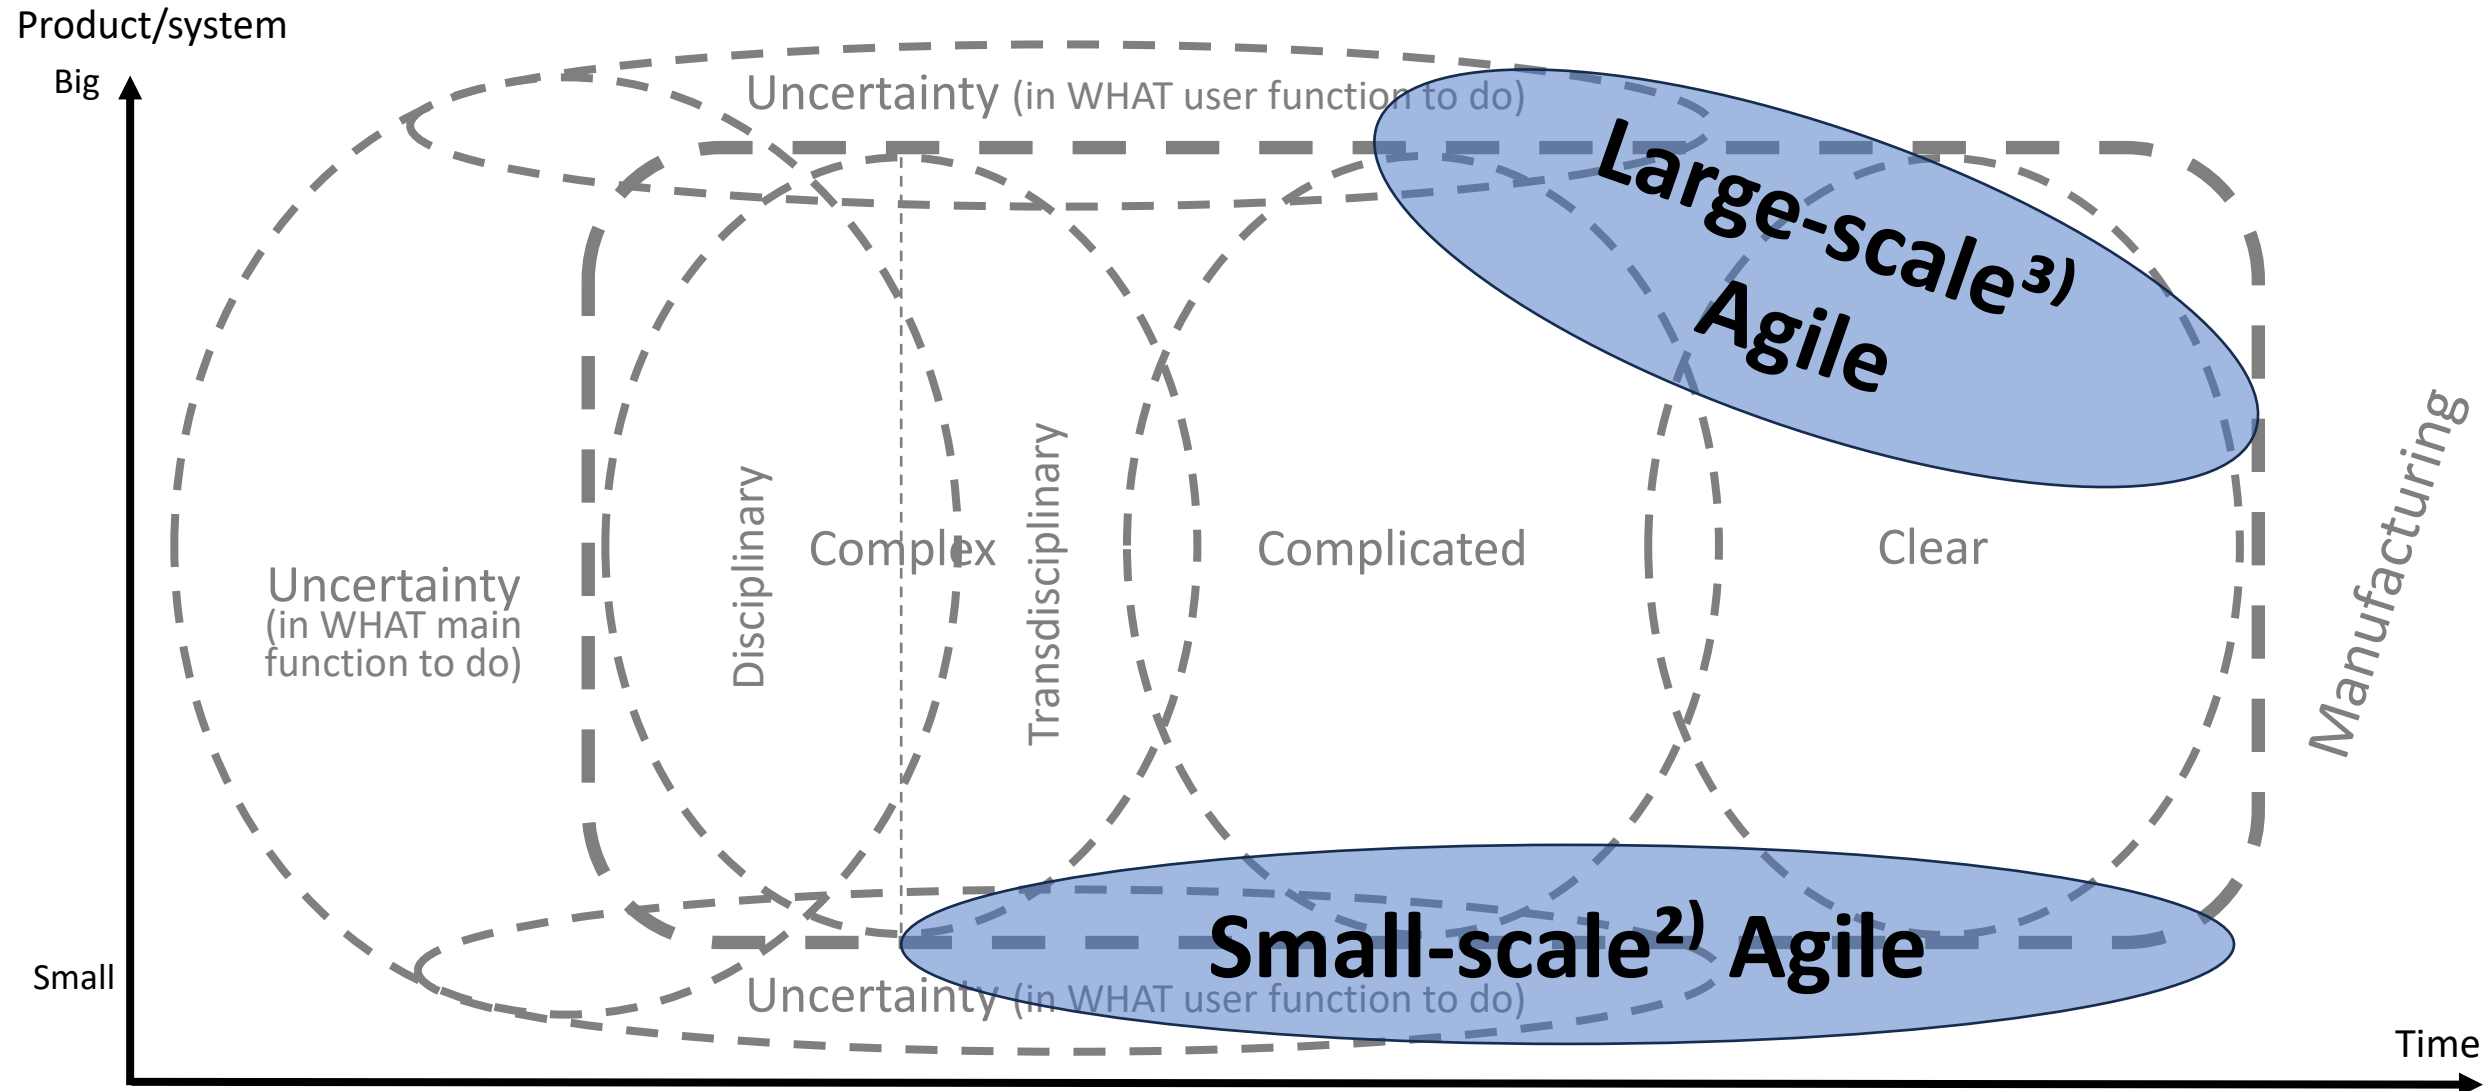 Product/system
Big
Uncertainty (in WHAT user function to do)
Large-scale³⁾
Agile
Manufacturing
Disciplinary
Complex
Transdisciplinary
Complicated
Clear
Uncertainty
(in WHAT main
function to do)
Small-scale²⁾ Agile
Small
Uncertainty (in WHAT user function to do)
Time